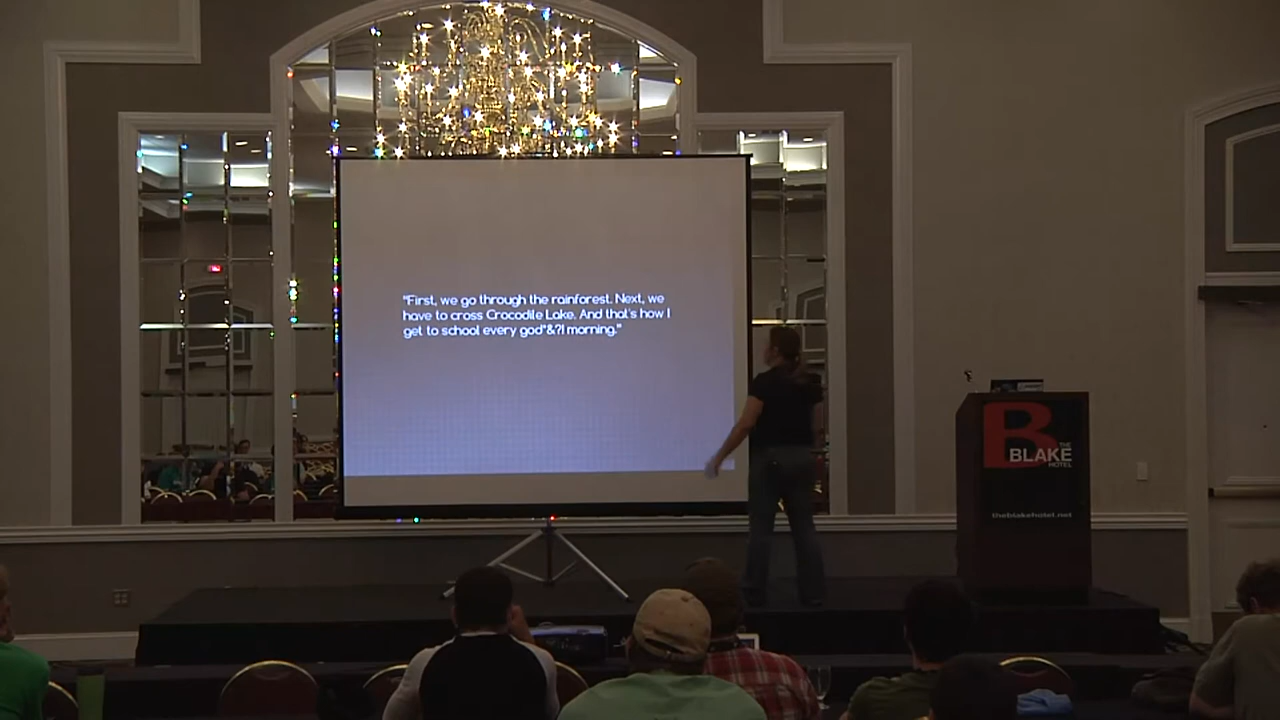 "First, we go through the rainforest. Next, we
have to cross Crocodile Lake. And that's how I
get to school every god*&?! morning."
B
THE
BLAKE
HOTEL
theblakehotel.net